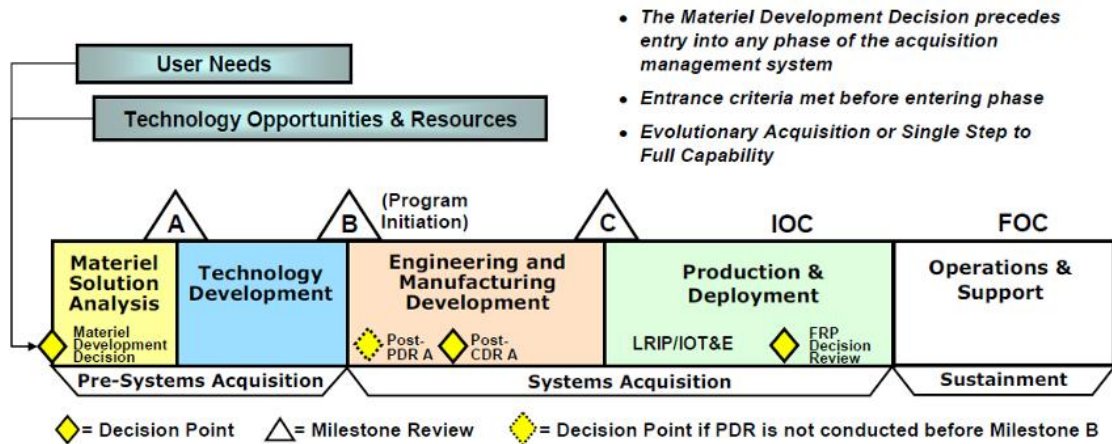 User Needs
Technology Opportunities & Resources
• The Materiel Development Decision precedes
entry into any phase of the acquisition
management system
• Entrance criteria met before entering phase
• Evolutionary Acquisition or Single Step to
Full Capability
A
B
(Program
Initiation)
C
IOC
FOC
Materiel
Solution
Analysis
Materiel
Development
Decision
Technology
Development
Engineering and
Manufacturing
Development
Post-
PDR A
Post-
CDR A
Production &
Deployment
LRIP/IOT&E
FRP
Decision
Review
Operations &
Support
Pre-Systems Acquisition
Systems Acquisition
Sustainment
= Decision Point
= Milestone Review
= Decision Point if PDR is not conducted before Milestone B